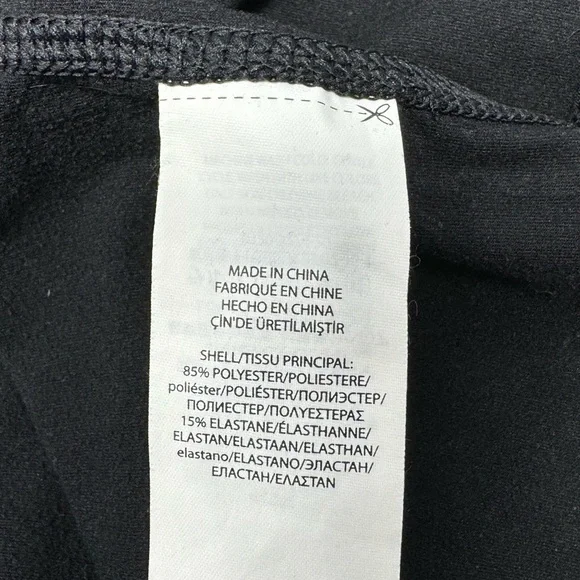 MADE IN CHINA
FABRIQUÉ EN CHINE
HECHO EN CHINA
ÇİN'DE ÜRETİLMİŞTİR
SHELL/TISSU PRINCIPAL:
85% POLYESTER/POLIESTERE/
poliéster/POLIÉSTER/ПОЛИЭСТЕР/
ПОЛИЕСТЕР/ΠΟΛΥΕΣΤΕΡΑΣ
15% ELASTANE/ÉLASTHANNE/
ELASTAN/ELASTAAN/ELASTHAN/
elastano/ELASTANO/ЭЛАСТАН/
ЕЛАСТАН/ΕΛΑΣΤΑΝ